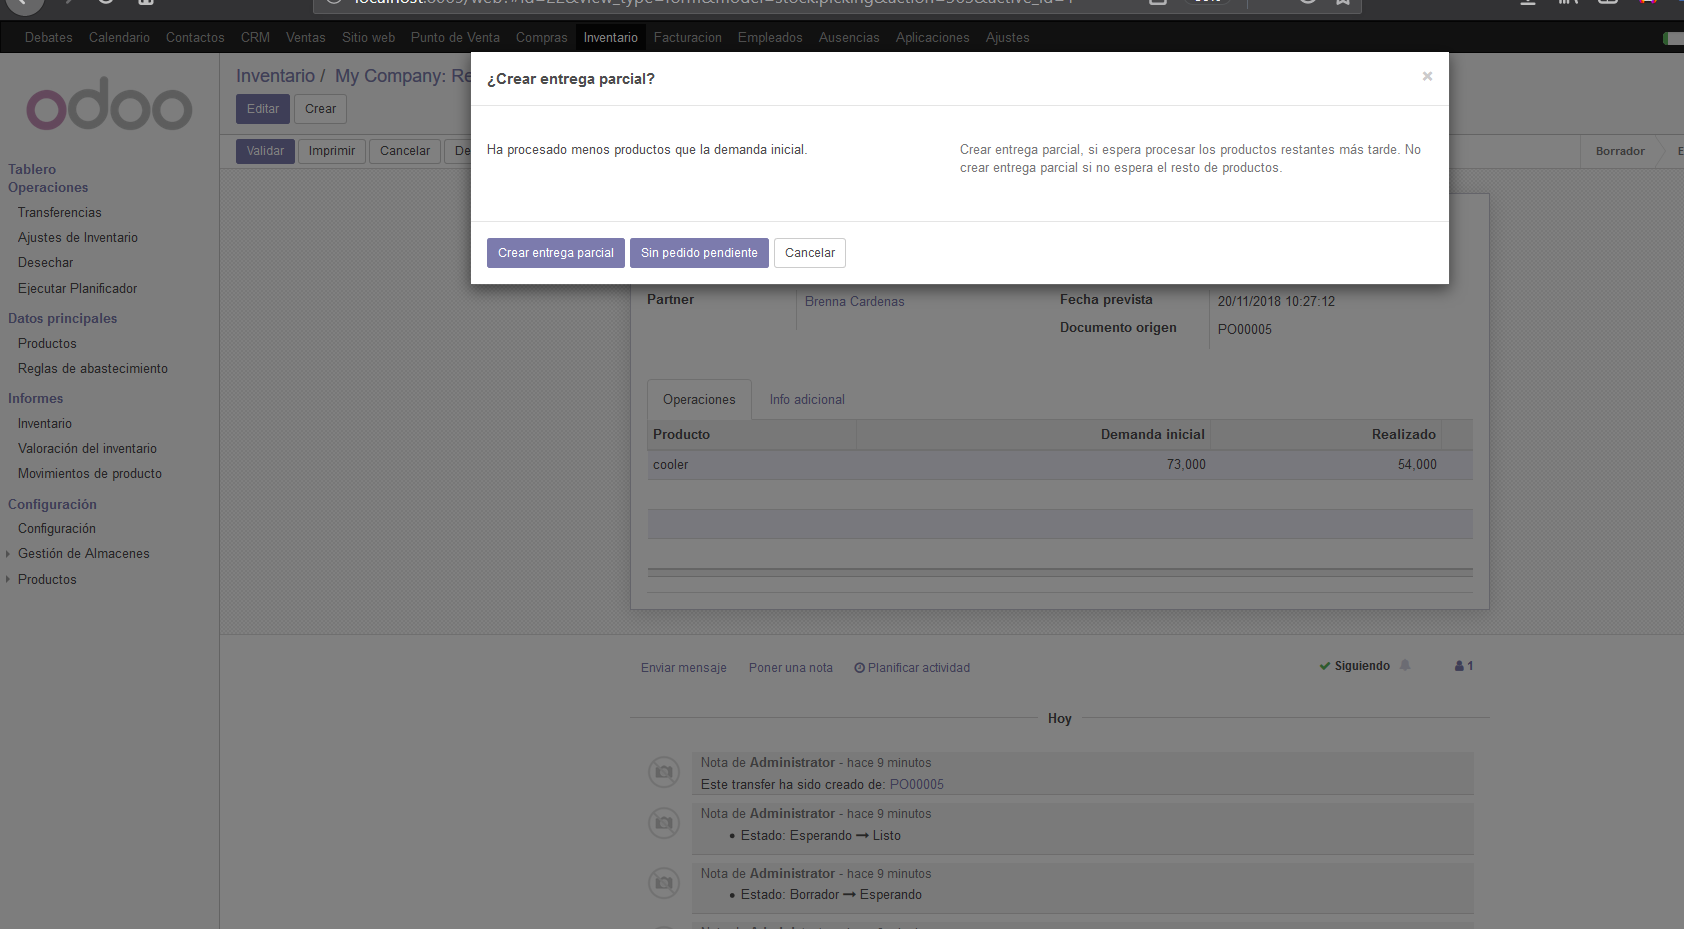 Debates Calendario Contactos CRM Ventas Sitio web Punto de Venta Compras Inventario Facturacion Empleados Ausencias Aplicaciones Ajustes
odoo
Inventario / My Company: Re
Editar Crear
Validar Imprimir Cancelar De
Borrador
Tablero
Operaciones
Transferencias
Ajustes de Inventario
Desechar
Ejecutar Planificador
Datos principales
Productos
Reglas de abastecimiento
Informes
Inventario
Valoración del inventario
Movimientos de producto
Configuración
Configuración
Gestión de Almacenes
Productos
¿Crear entrega parcial? ×
Ha procesado menos productos que la demanda inicial.
Crear entrega parcial, si espera procesar los productos restantes más tarde. No
crear entrega parcial si no espera el resto de productos.
Crear entrega parcial Sin pedido pendiente Cancelar
Partner Brenna Cardenas Fecha prevista 20/11/2018 10:27:12
Documento origen PO00005
Operaciones Info adicional
Producto Demanda inicial Realizado
cooler 73,000 54,000
Enviar mensaje Poner una nota Planificar actividad Siguiendo 1
Hoy
Nota de Administrator - hace 9 minutos
Este transfer ha sido creado de: PO00005
Nota de Administrator - hace 9 minutos
• Estado: Esperando → Listo
Nota de Administrator - hace 9 minutos
• Estado: Borrador → Esperando